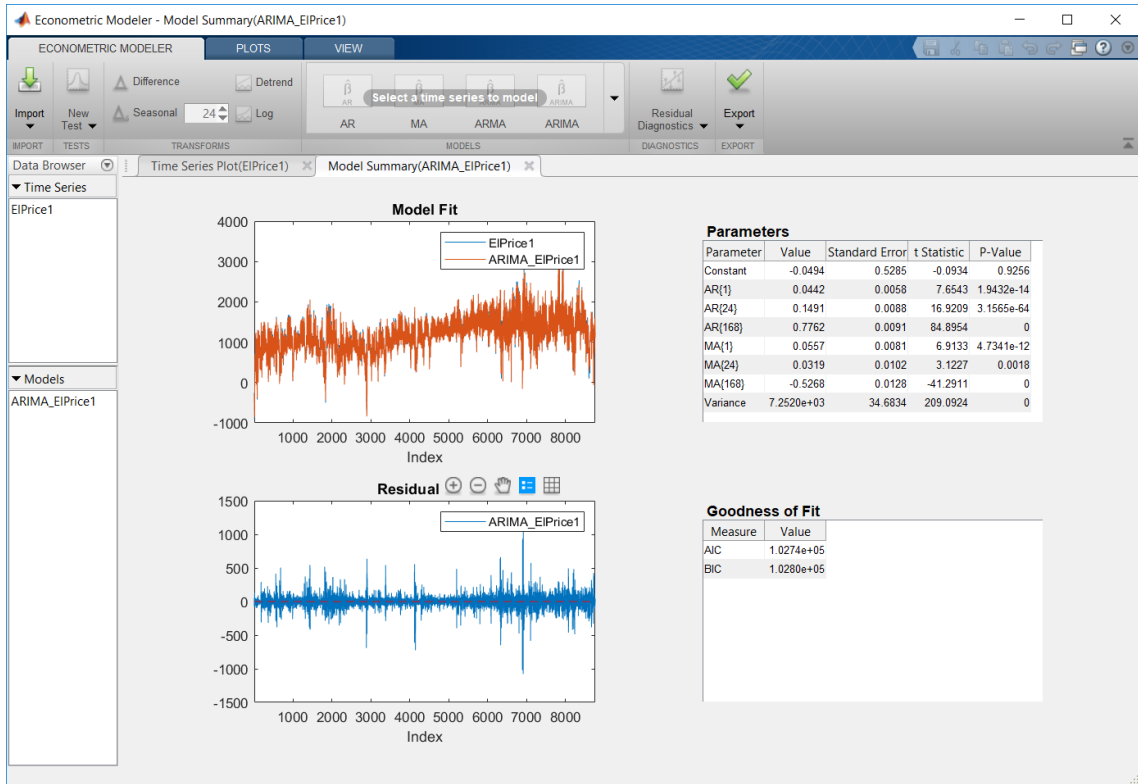 Econometric Modeler - Model Summary(ARIMA_ElPrice1)
ECONOMETRIC MODELER PLOTS VIEW
Import New Test Difference Detrend Seasonal 24 Log
β AR β MA β ARMA β ARIMA
Select a time series to model
AR MA ARMA ARIMA
Residual Diagnostics Export
IMPORT TESTS TRANSFORMS MODELS DIAGNOSTICS EXPORT
Data Browser Time Series Plot(ElPrice1) Model Summary(ARIMA_ElPrice1)
Time Series
ElPrice1
Models
ARIMA_ElPrice1
Model Fit
4000
3000
2000
1000
0
-1000
ElPrice1
ARIMA_ElPrice1
1000 2000 3000 4000 5000 6000 7000 8000
Index
Residual
1500
1000
500
0
-500
-1000
-1500
ARIMA_ElPrice1
1000 2000 3000 4000 5000 6000 7000 8000
Index
Parameters
Parameter Value Standard Error t Statistic P-Value
Constant -0.0494 0.5285 -0.0934 0.9256
AR{1} 0.0442 0.0058 7.6543 1.9432e-14
AR{24} 0.1491 0.0088 16.9209 3.1565e-64
AR{168} 0.7762 0.0091 84.8954 0
MA{1} 0.0557 0.0081 6.9133 4.7341e-12
MA{24} 0.0319 0.0102 3.1227 0.0018
MA{168} -0.5268 0.0128 -41.2911 0
Variance 7.2520e+03 34.6834 209.0924 0
Goodness of Fit
Measure Value
AIC 1.0274e+05
BIC 1.0280e+05